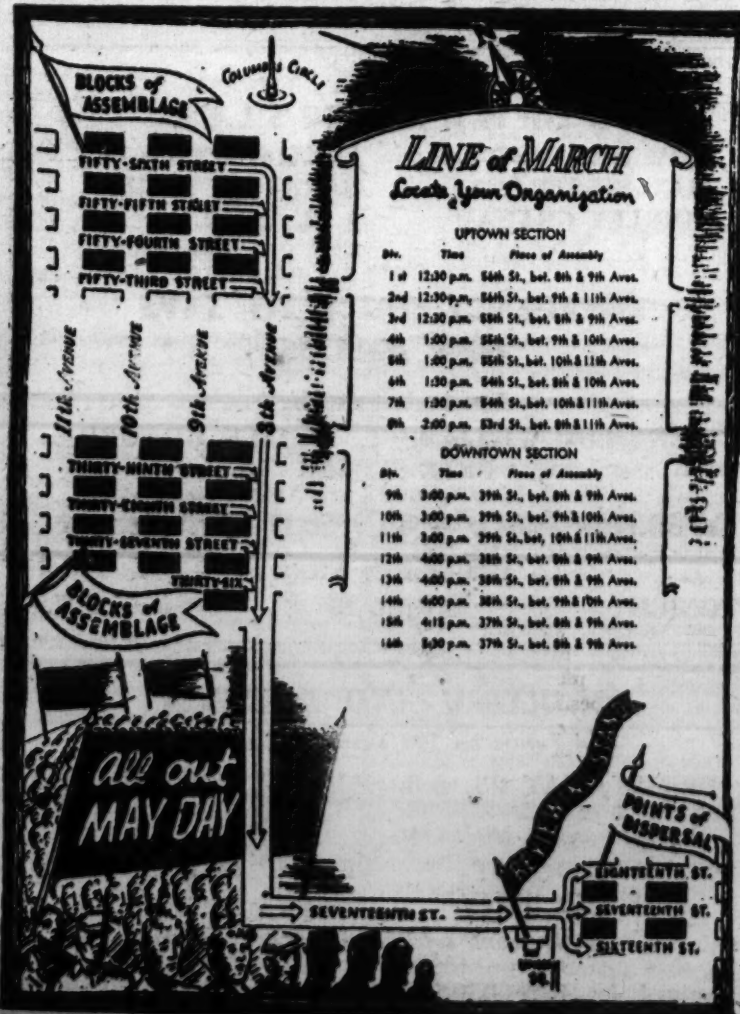 BLOCKS of
ASSEMBLAGE
COLUMBUS CIRCLE
FIFTY-SIXTH STREET
FIFTY-FIFTH STREET
FIFTY-FOURTH STREET
FIFTY-THIRD STREET
11th AVENUE
10th AVENUE
9th AVENUE
8th AVENUE
THIRTY-NINTH STREET
THIRTY-EIGHTH STREET
THIRTY-SEVENTH STREET
THIRTY-SIX
BLOCKS of
ASSEMBLAGE
LINE of MARCH
Locate Your Organization
UPTOWN SECTION
Div. Time Place of Assembly
1st 12:30 p.m. 56th St., bet. 8th & 9th Aves.
2nd 12:30 p.m. 56th St., bet. 9th & 11th Aves.
3rd 12:30 p.m. 55th St., bet. 8th & 9th Aves.
4th 1:00 p.m. 55th St., bet. 9th & 10th Aves.
5th 1:00 p.m. 55th St., bet. 10th & 11th Aves.
6th 1:30 p.m. 54th St., bet. 8th & 10th Aves.
7th 1:30 p.m. 54th St., bet. 10th & 11th Aves.
8th 2:00 p.m. 53rd St., bet. 8th & 11th Aves.
DOWNTOWN SECTION
Div. Time Place of Assembly
9th 3:00 p.m. 39th St., bet. 8th & 9th Aves.
10th 3:00 p.m. 39th St., bet. 9th & 10th Aves.
11th 3:00 p.m. 39th St., bet, 10th & 11th Aves.
12th 4:00 p.m. 38th St., bet. 8th & 9th Aves.
13th 4:00 p.m. 38th St., bet. 8th & 9th Aves.
14th 4:00 p.m. 38th St., bet. 9th & 10th Aves.
15th 4:15 p.m. 37th St., bet. 8th & 9th Aves.
16th 5:30 p.m. 37th St., bet. 8th & 9th Aves.
all out
MAY DAY
REVIEWING STAND
POINTS of
DISPERSAL
EIGHTEENTH ST.
SEVENTEENTH ST.
SEVENTEENTH ST.
SIXTEENTH ST.
SQ.